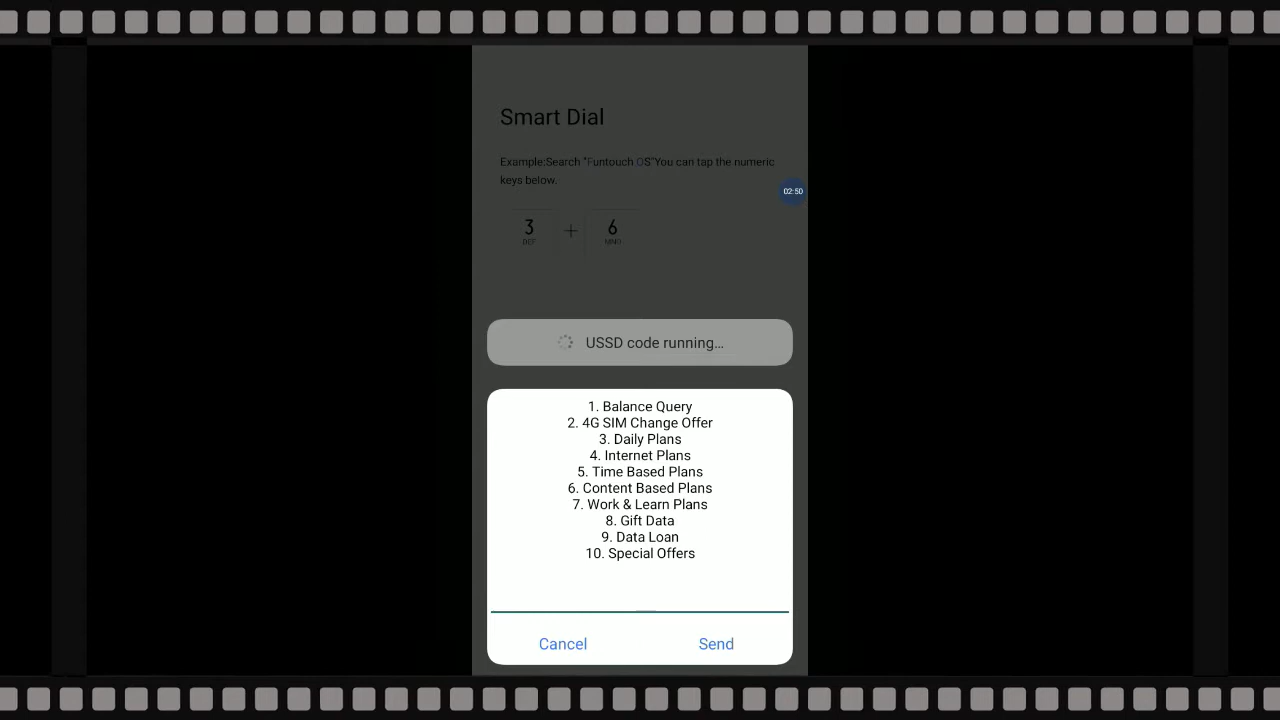 Smart Dial
Example:Search "Funtouch OS"You can tap the numeric
keys below.
02:50
3 + 6
DEF MNO
USSD code running…
1. Balance Query
2. 4G SIM Change Offer
3. Daily Plans
4. Internet Plans
5. Time Based Plans
6. Content Based Plans
7. Work & Learn Plans
8. Gift Data
9. Data Loan
10. Special Offers
Cancel Send